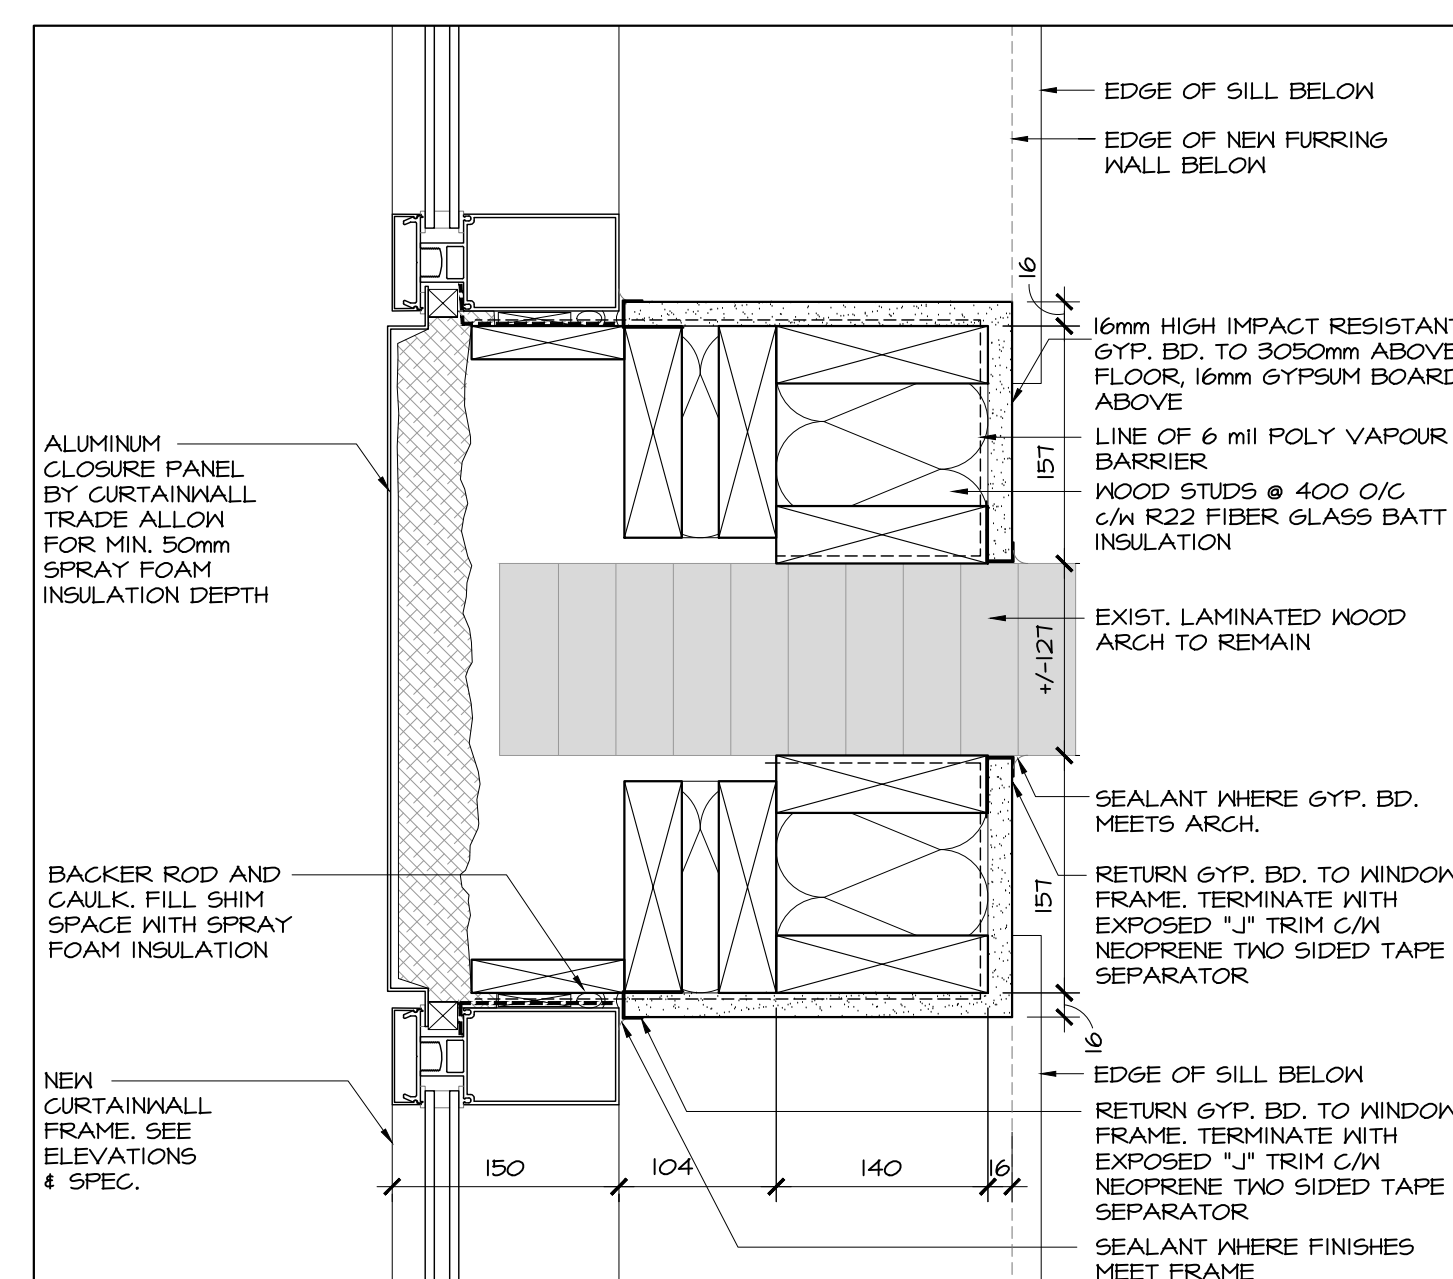 EDGE OF SILL BELOW
EDGE OF NEW FURRING
WALL BELOW
16
16mm HIGH IMPACT RESISTANT
GYP. BD. TO 3050mm ABOVE
FLOOR, 16mm GYPSUM BOARD
ABOVE
157
LINE OF 6 mil POLY VAPOUR
BARRIER
WOOD STUDS @ 400 O/C
c/w R22 FIBER GLASS BATT
INSULATION
ALUMINUM
CLOSURE PANEL
BY CURTAINWALL
TRADE ALLOW
FOR MIN. 50mm
SPRAY FOAM
INSULATION DEPTH
EXIST. LAMINATED WOOD
ARCH TO REMAIN
+/-127
SEALANT WHERE GYP. BD.
MEETS ARCH.
BACKER ROD AND
CAULK. FILL SHIM
SPACE WITH SPRAY
FOAM INSULATION
157
RETURN GYP. BD. TO WINDOW
FRAME. TERMINATE WITH
EXPOSED "J" TRIM C/W
NEOPRENE TWO SIDED TAPE
SEPARATOR
16
EDGE OF SILL BELOW
NEW
CURTAINWALL
FRAME. SEE
ELEVATIONS
& SPEC.
RETURN GYP. BD. TO WINDOW
FRAME. TERMINATE WITH
EXPOSED "J" TRIM C/W
NEOPRENE TWO SIDED TAPE
SEPARATOR
150 104 140 16
SEALANT WHERE FINISHES
MEET FRAME